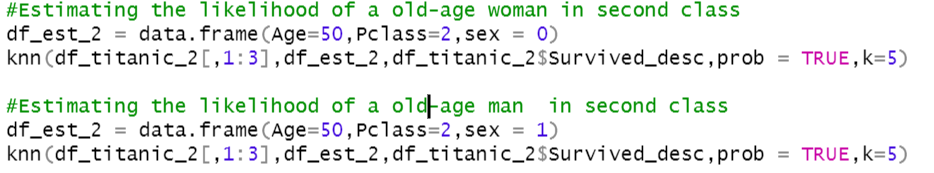 #Estimating the likelihood of a old-age woman in second class
df_est_2 = data.frame(Age=50,Pclass=2,sex = 0)
knn(df_titanic_2[,1:3],df_est_2,df_titanic_2$Survived_desc,prob = TRUE,k=5)
#Estimating the likelihood of a old-age man  in second class
df_est_2 = data.frame(Age=50,Pclass=2,sex = 1)
knn(df_titanic_2[,1:3],df_est_2,df_titanic_2$Survived_desc,prob = TRUE,k=5)